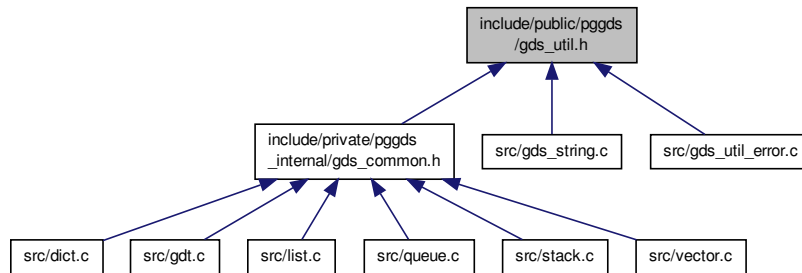 include/public/pggds
/gds_util.h
include/private/pggds
_internal/gds_common.h
src/gds_string.c
src/gds_util_error.c
src/dict.c
src/gdt.c
src/list.c
src/queue.c
src/stack.c
src/vector.c